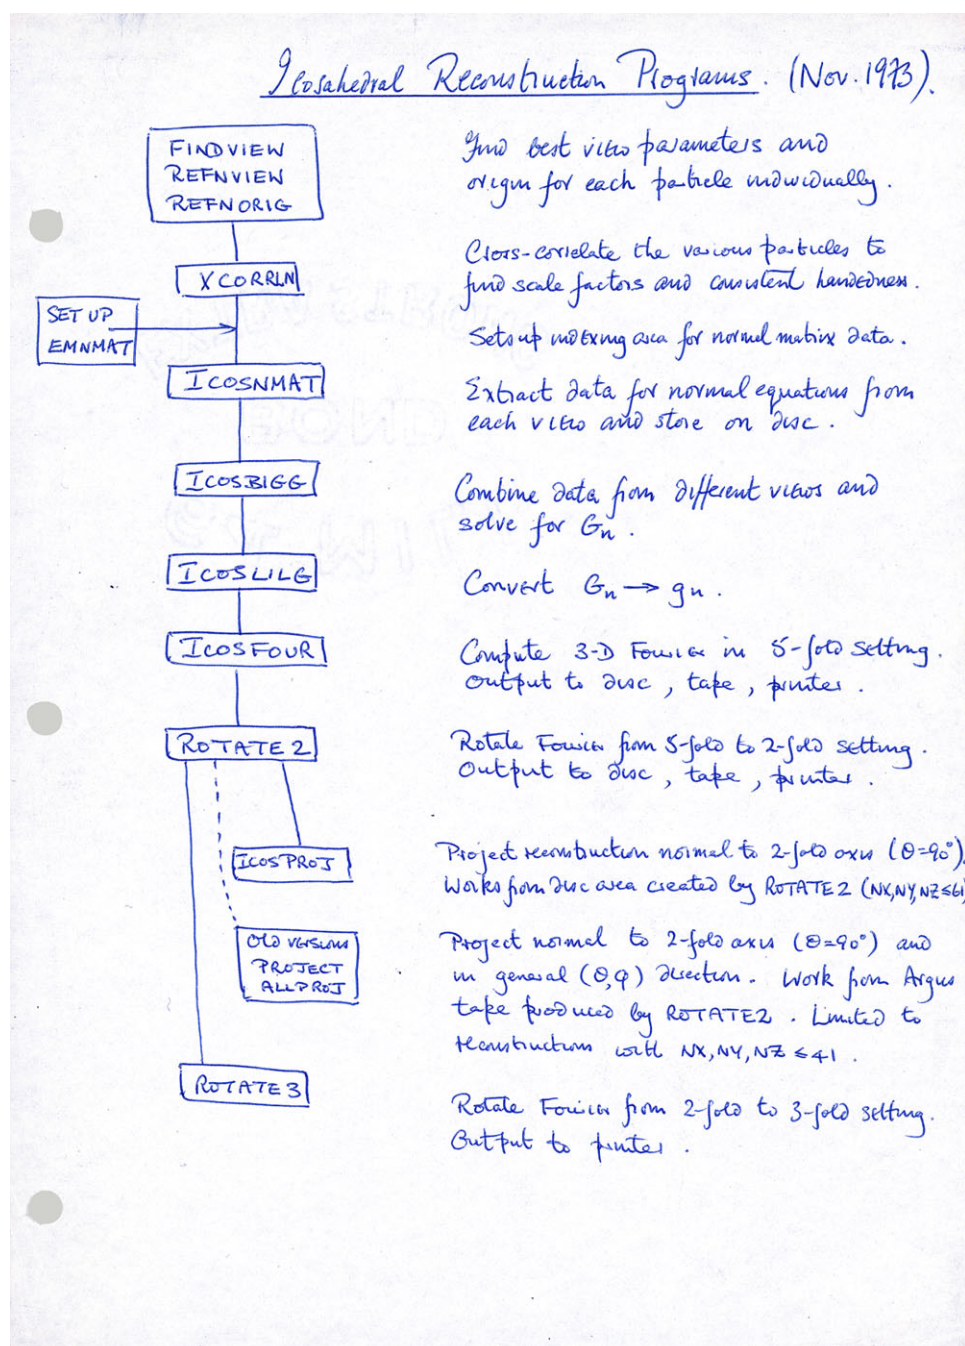 Icosahedral Reconstruction Programs. (Nov. 1973).
FINDVIEW
REFNVIEW
REFNORIG
Find best view parameters and
origin for each particle individually.
XCORRLN
Cross-correlate the various particles to
find scale factors and consistent handedness.
SET UP
EMNMAT
Sets up indexing area for normal matrix data.
ICOSNMAT
Extract data for normal equations from
each view and store on disc.
ICOSBIGG
Combine data from different views and
solve for Gn.
ICOSLILG
Convert Gn → gn.
ICOSFOUR
Compute 3-D Fourier in 5-fold setting.
Output to disc, tape, printer.
ROTATE2
Rotate Fourier from 5-fold to 2-fold setting.
Output to disc, tape, printer.
ICOSPROJ
Project reconstruction normal to 2-fold axis (θ=90°).
Works from disc area created by ROTATE2 (NX,NY,NZ≤61)
OLD VERSIONS
PROJECT
ALLPROJ
Project normal to 2-fold axis (θ=90°) and
in general (θ,φ) direction. Work from Argus
tape produced by ROTATE2. Limited to
reconstructions with NX,NY,NZ ≤41.
ROTATE3
Rotate Fourier from 2-fold to 3-fold setting.
Output to printer.